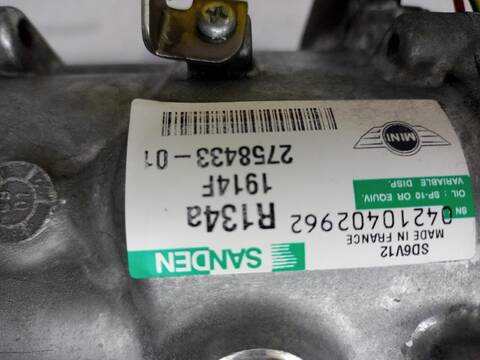 SANDEN
SD6V12
MADE IN FRANCE
R134a
SN 04210402962
1914F
OIL : SP-10 OR EQUIV.
VARIABLE DISP.
2758433-01
MINI